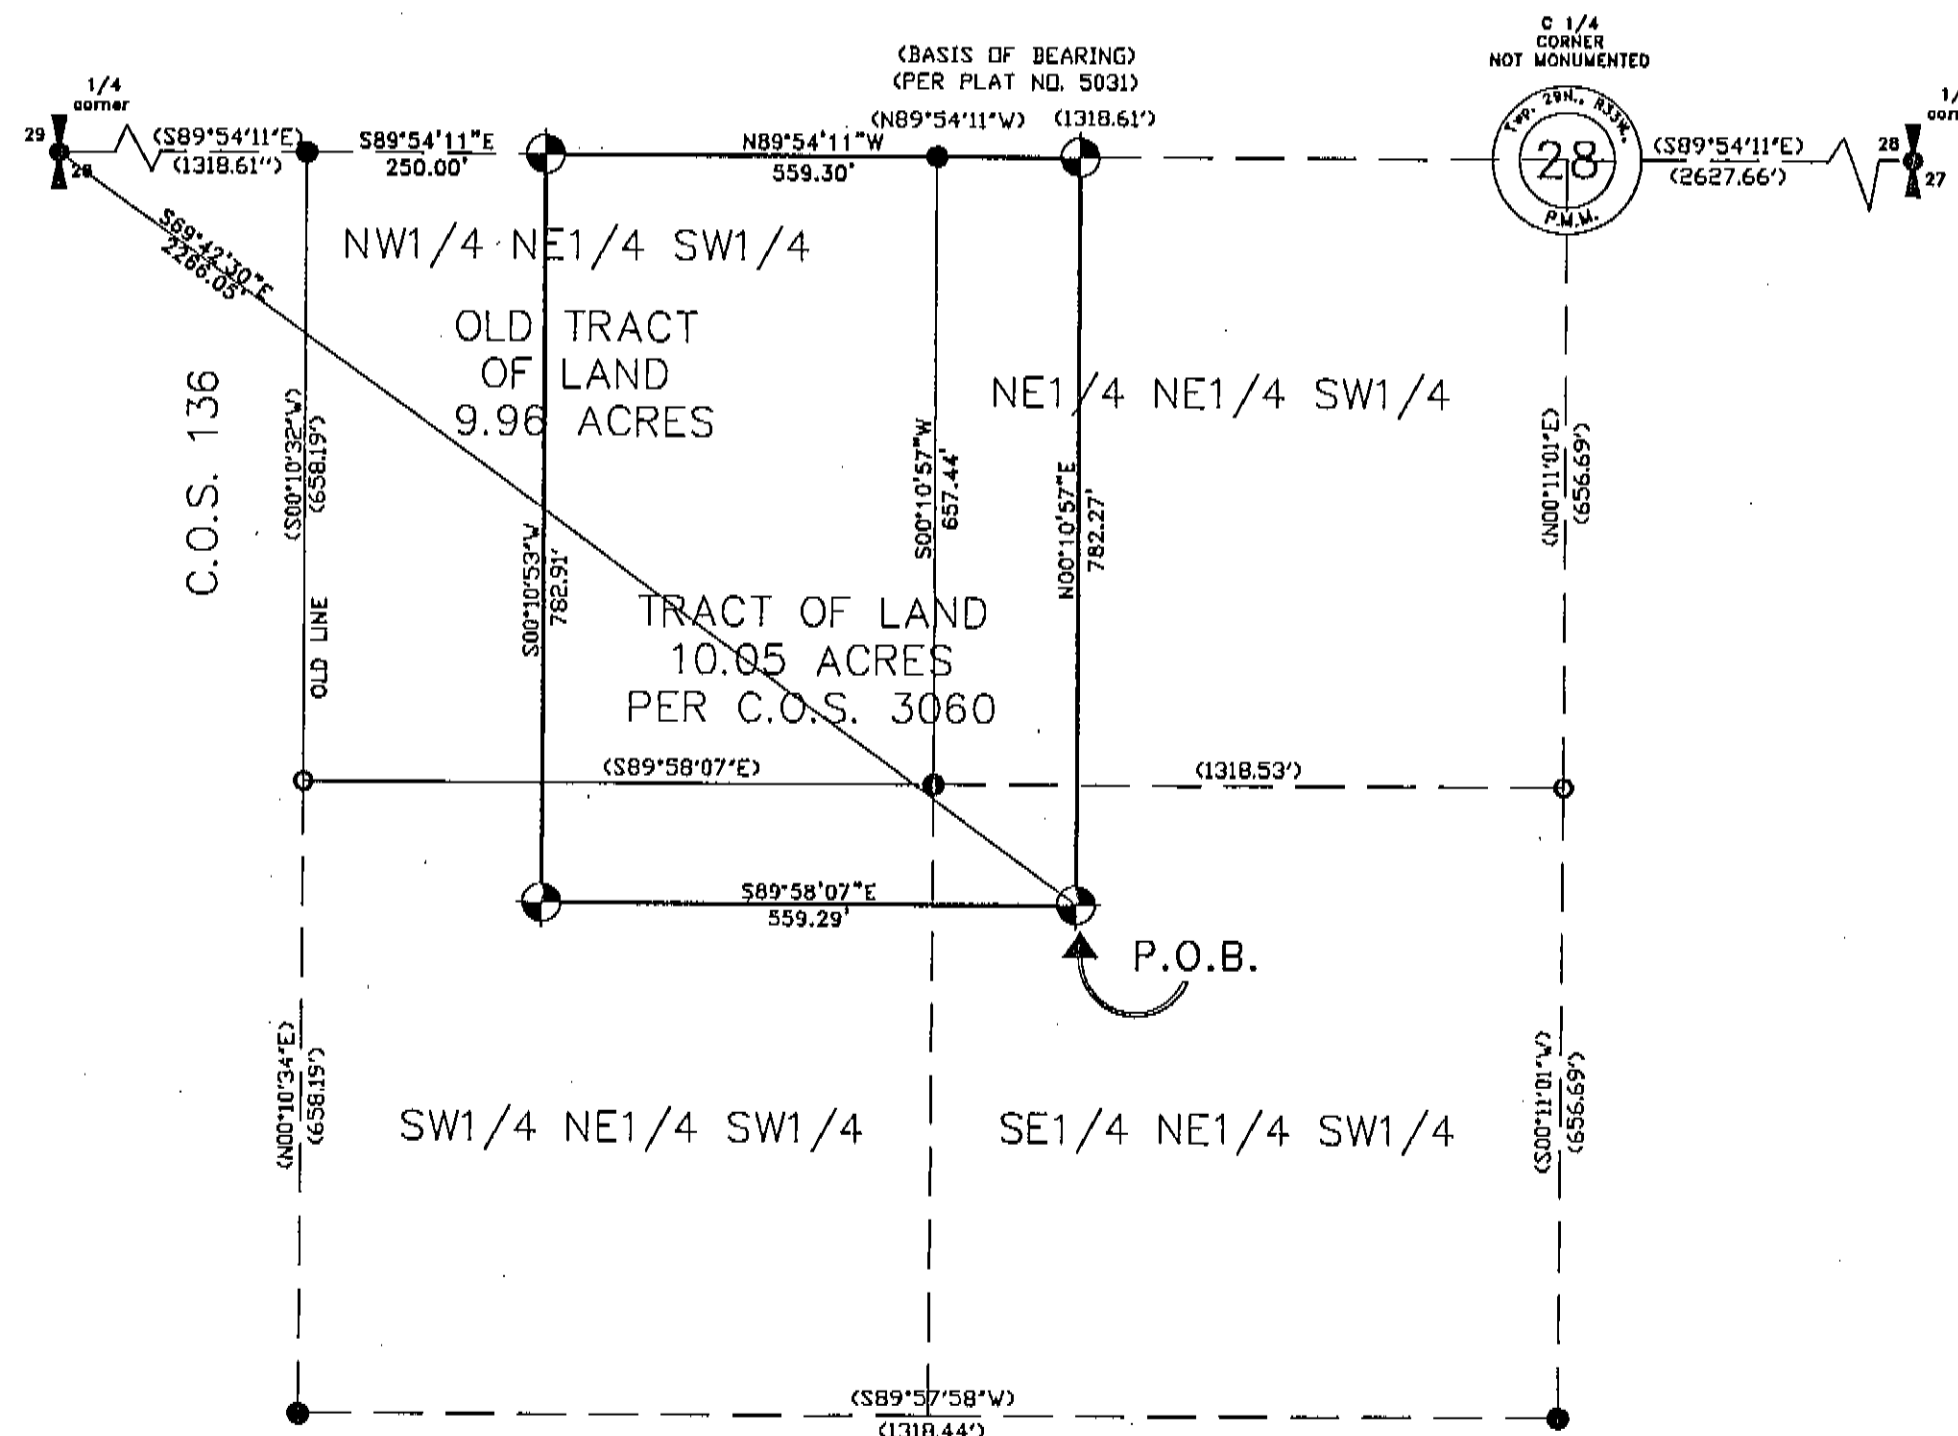 C 1/4
CORNER
NOT MONUMENTED
(BASIS OF BEARING)
(PER PLAT NO. 5031)
1/4
corner
29
28
(S89°54'11"E)
(1318.61")
S89°54'11"E
250.00'
N89°54'11"W
559.30'
(N89°54'11"W) (1318.61')
Twp. 29N., R33W.
28
P.M.M.
(S89°54'11"E)
(2627.66')
28
27
S69°42'30"E
2266.05'
NW1/4 NE1/4 SW1/4
OLD TRACT
OF LAND
9.96 ACRES
NE1/4 NE1/4 SW1/4
C.O.S. 136
(S00°10'32"W)
(658.19')
OLD LINE
S00°10'53"W
782.91'
S00°10'57"W
657.44'
N00°10'57"E
782.27'
(N00°11'01"E)
(656.69')
TRACT OF LAND
10.05 ACRES
PER C.O.S. 3060
(S89°58'07"E)
(1318.53')
S89°58'07"E
559.29'
P.O.B.
(N00°10'34"E)
(658.19')
SW1/4 NE1/4 SW1/4
SE1/4 NE1/4 SW1/4
(S00°11'01"W)
(656.69')
(S89°57'58"W)
(1318.44')